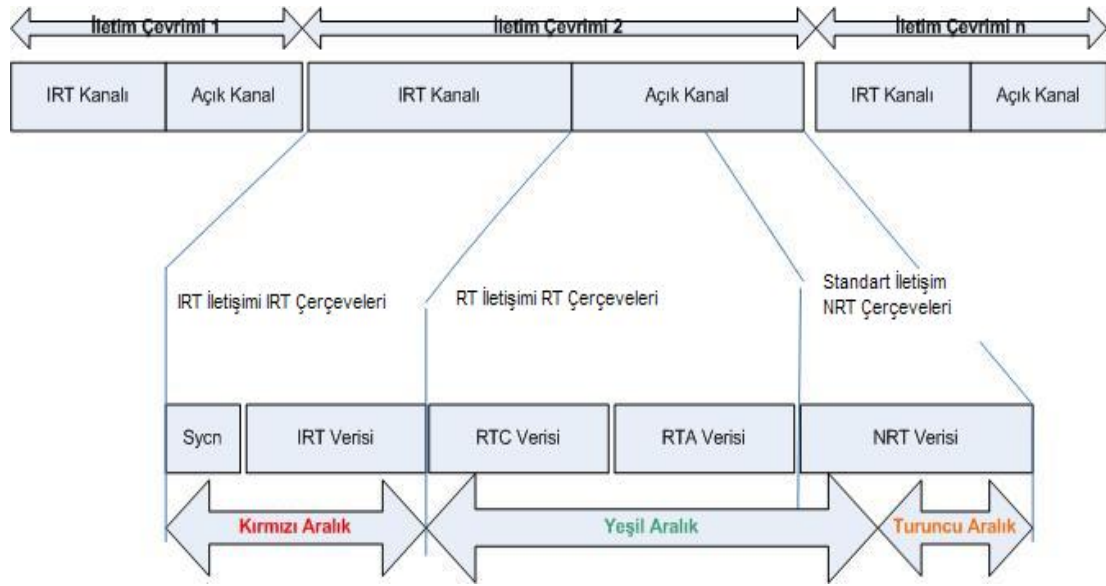 İletim Çevrimi 1
İletim Çevrimi 2
İletim Çevrimi n
IRT Kanalı
Açık Kanal
IRT Kanalı
Açık Kanal
IRT Kanalı
Açık Kanal
IRT İletişimi IRT Çerçeveleri
RT İletişimi RT Çerçeveleri
Standart İletişim
NRT Çerçeveleri
Sycn
IRT Verisi
RTC Verisi
RTA Verisi
NRT Verisi
Kırmızı Aralık
Yeşil Aralık
Turuncu Aralık